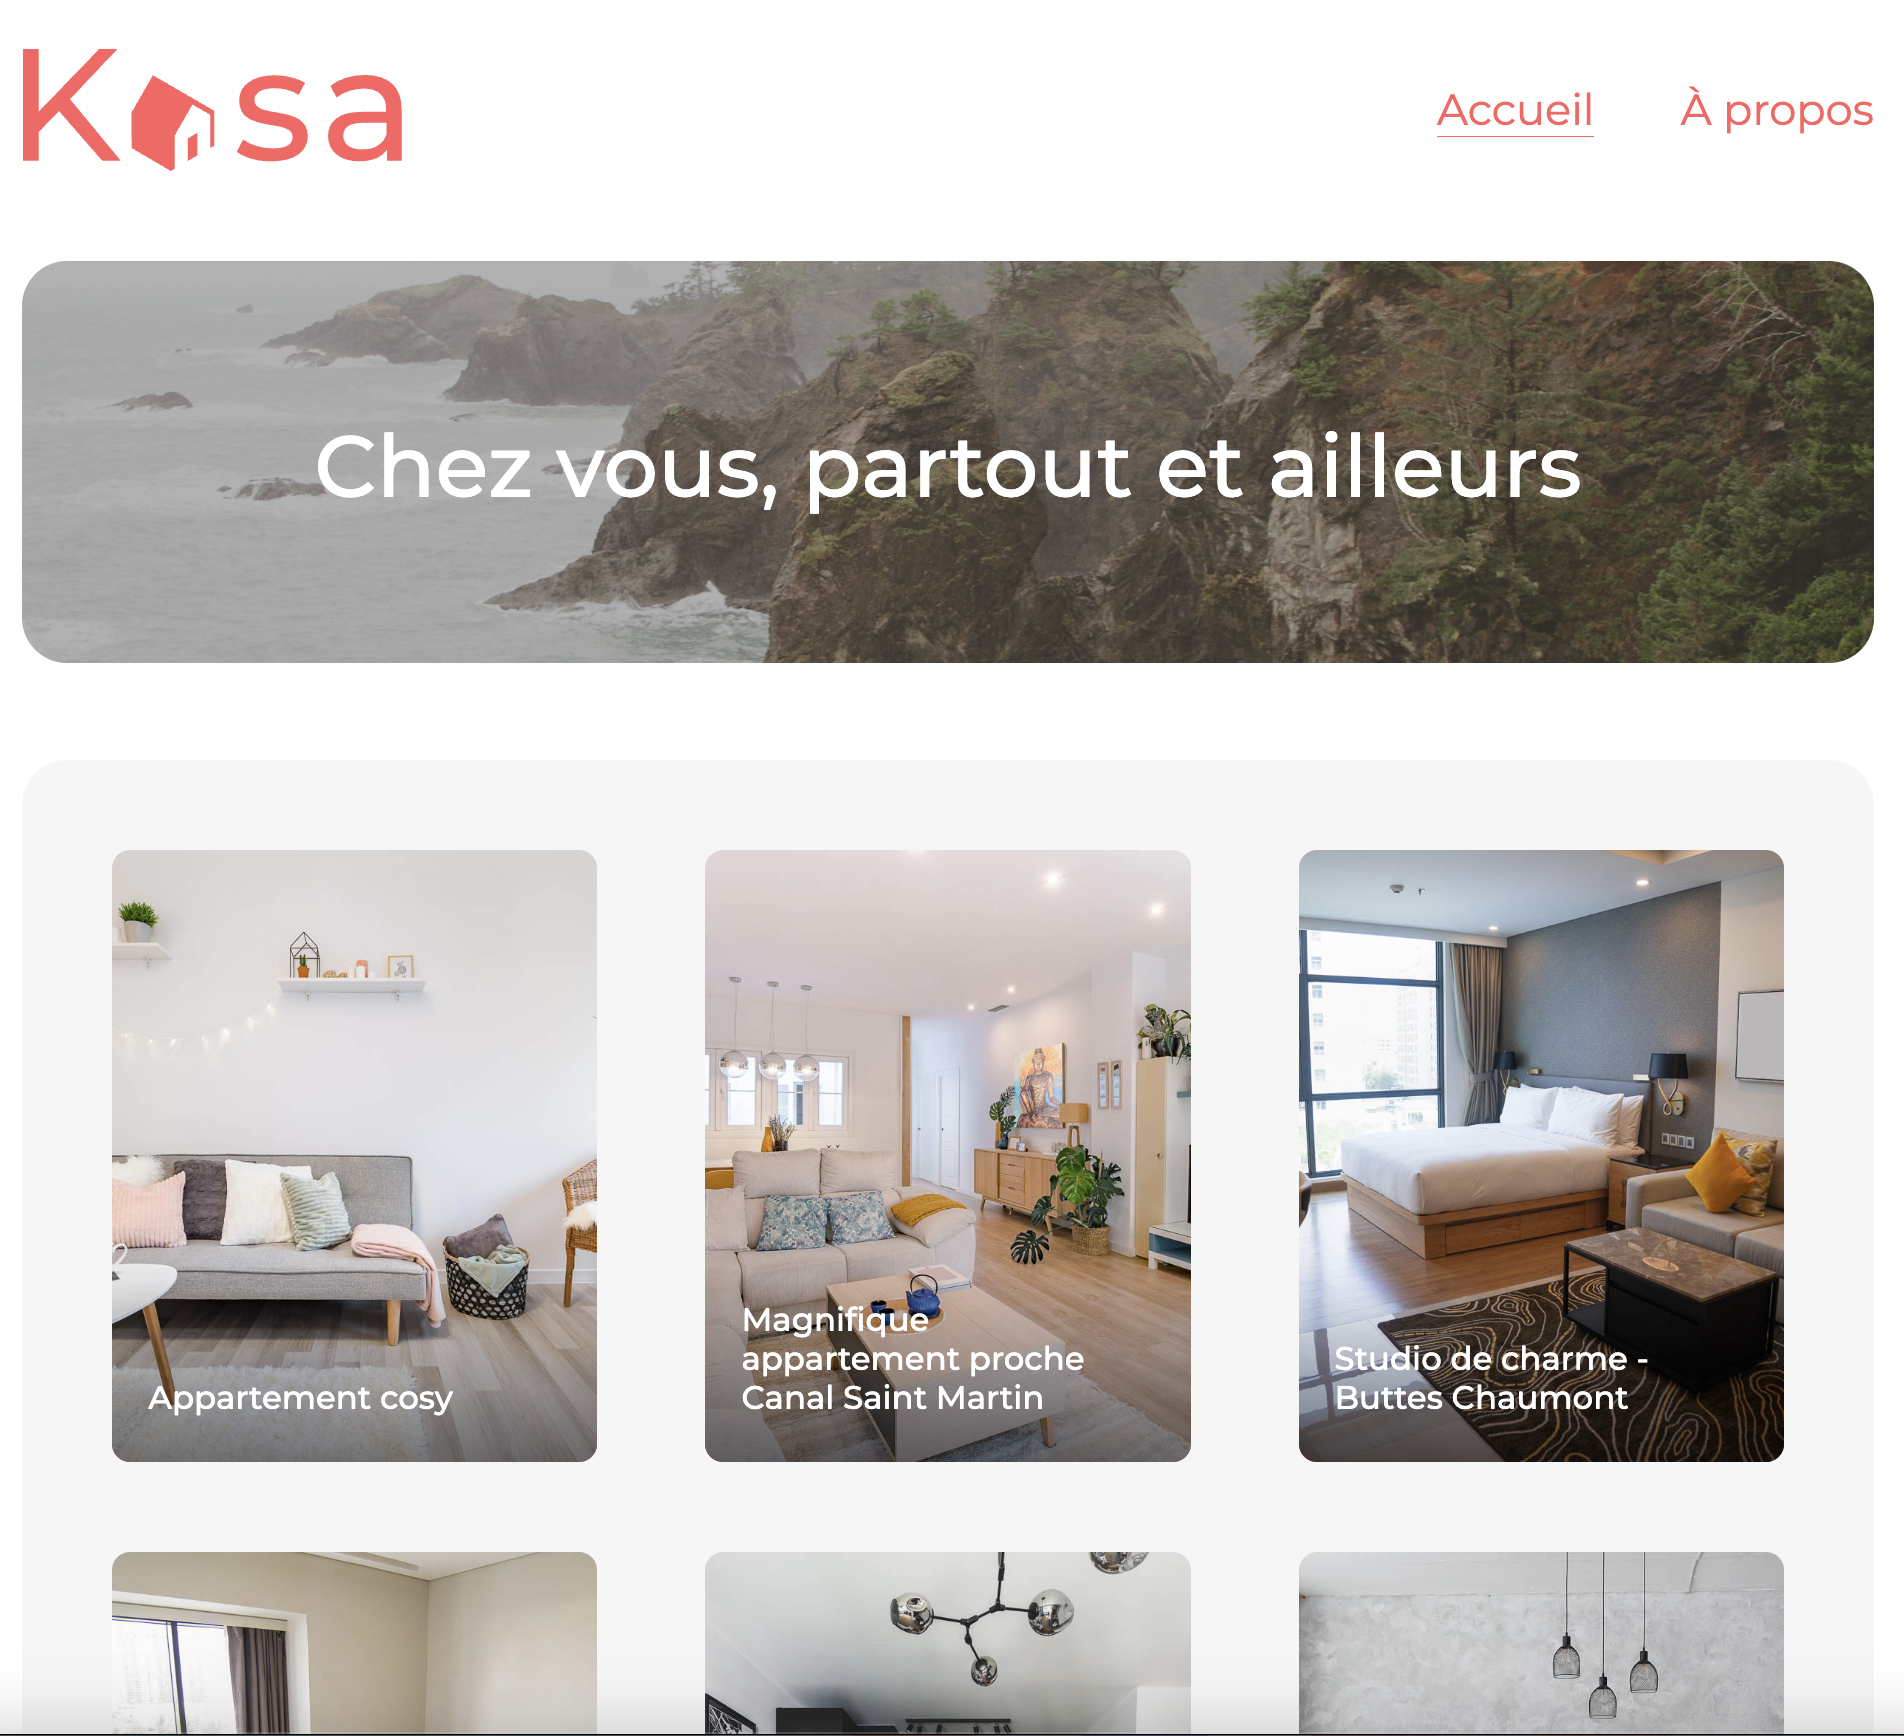 Kasa
Accueil
À propos
Chez vous, partout et ailleurs
Appartement cosy
Magnifique
appartement proche
Canal Saint Martin
Studio de charme -
Buttes Chaumont